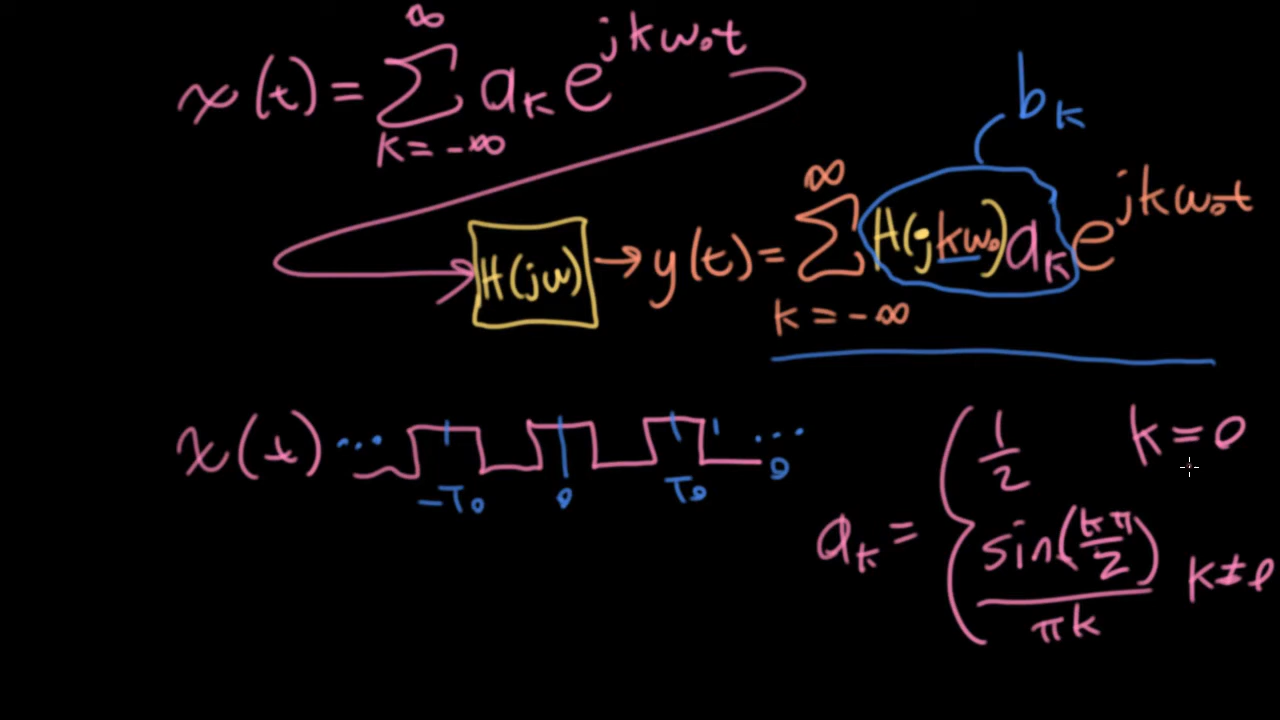 x(t) = ∑_{k=-∞}^{∞} a_k e^{jkω₀t}
b_k
H(jω) → y(t) = ∑_{k=-∞}^{∞} H(jkω₀) a_k e^{jkω₀t}
x(t) ... -T₀ 0 T₀ ...
a_k = { 1/2 k=0
sin(kπ/2)/πk k≠0